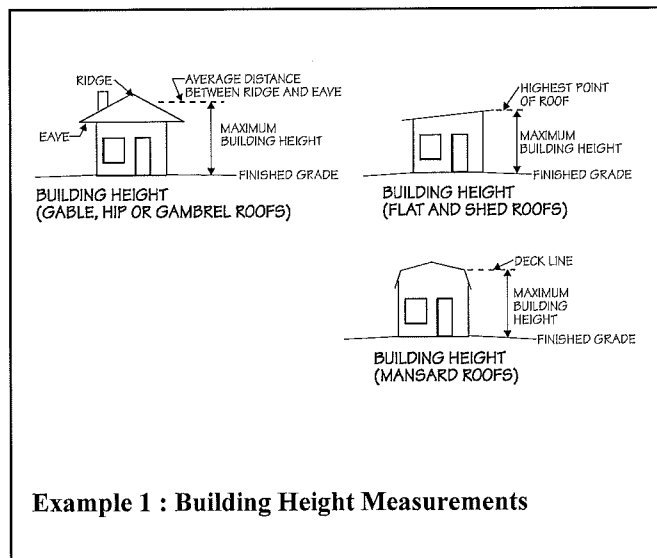 RIDGE
AVERAGE DISTANCE
BETWEEN RIDGE AND EAVE
EAVE
MAXIMUM
BUILDING HEIGHT
FINISHED GRADE
BUILDING HEIGHT
(GABLE, HIP OR GAMBREL ROOFS)
HIGHEST POINT
OF ROOF
MAXIMUM
BUILDING HEIGHT
FINISHED GRADE
BUILDING HEIGHT
(FLAT AND SHED ROOFS)
DECK LINE
MAXIMUM
BUILDING
HEIGHT
FINISHED GRADE
BUILDING HEIGHT
(MANSARD ROOFS)
Example 1 : Building Height Measurements